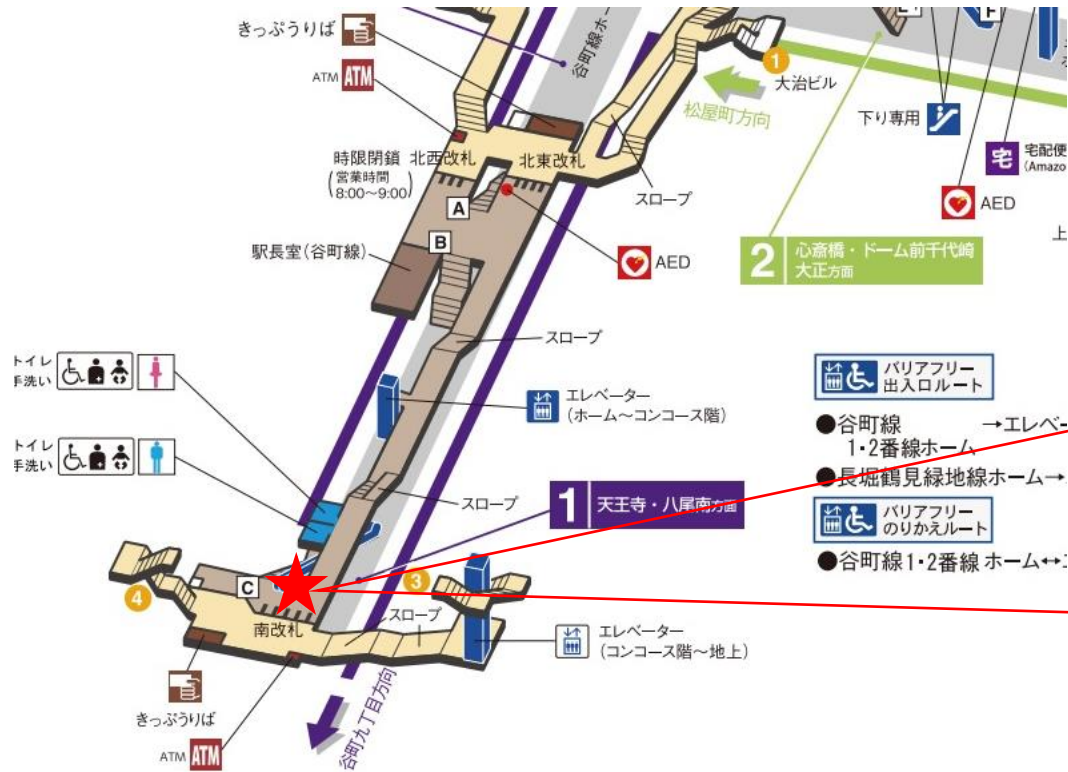 きっぷうりば
ATM ATM
谷町線ホー
1
大治ビル
松屋町方向
下り専用
宅 宅配便
(Amazo
AED
時限閉鎖 北西改札
(営業時間
8:00〜9:00)
北東改札
スロープ
A
B
駅長室(谷町線)
AED
2 心斎橋・ドーム前千代崎
大正方面
上
スロープ
トイレ
手洗い
エレベーター
(ホーム〜コンコース階)
バリアフリー
出入口ルート
●谷町線 →エレベー
1・2番線ホーム
●長堀鶴見緑地線ホーム→
トイレ
手洗い
スロープ
1 天王寺・八尾南方面
バリアフリー
のりかえルート
●谷町線1・2番線 ホーム↔
C
4
3
南改札
スロープ
エレベーター
(コンコース階〜地上)
きっぷうりば
ATM ATM
谷町九丁目方向